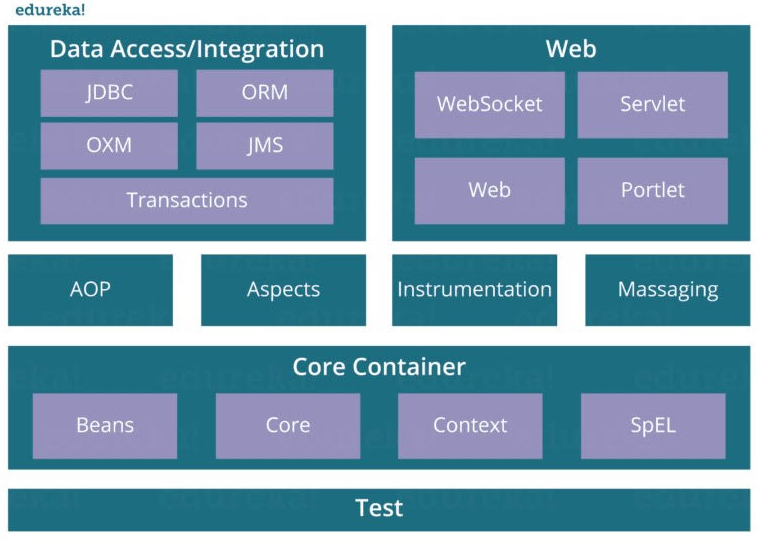 edureka!
Data Access/Integration
JDBC
ORM
OXM
JMS
Transactions
Web
WebSocket
Servlet
Web
Portlet
AOP
Aspects
Instrumentation
Massaging
Core Container
Beans
Core
Context
SpEL
Test